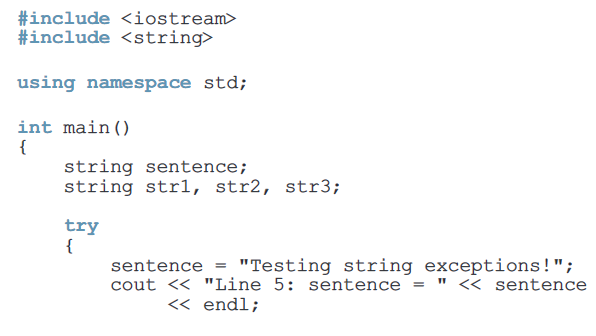 #include <iostream>
#include <string>
using namespace std;
int main()
{
string sentence;
string str1, str2, str3;
try
{
sentence = "Testing string exceptions!";
cout << "Line 5: sentence = " << sentence
<< endl;